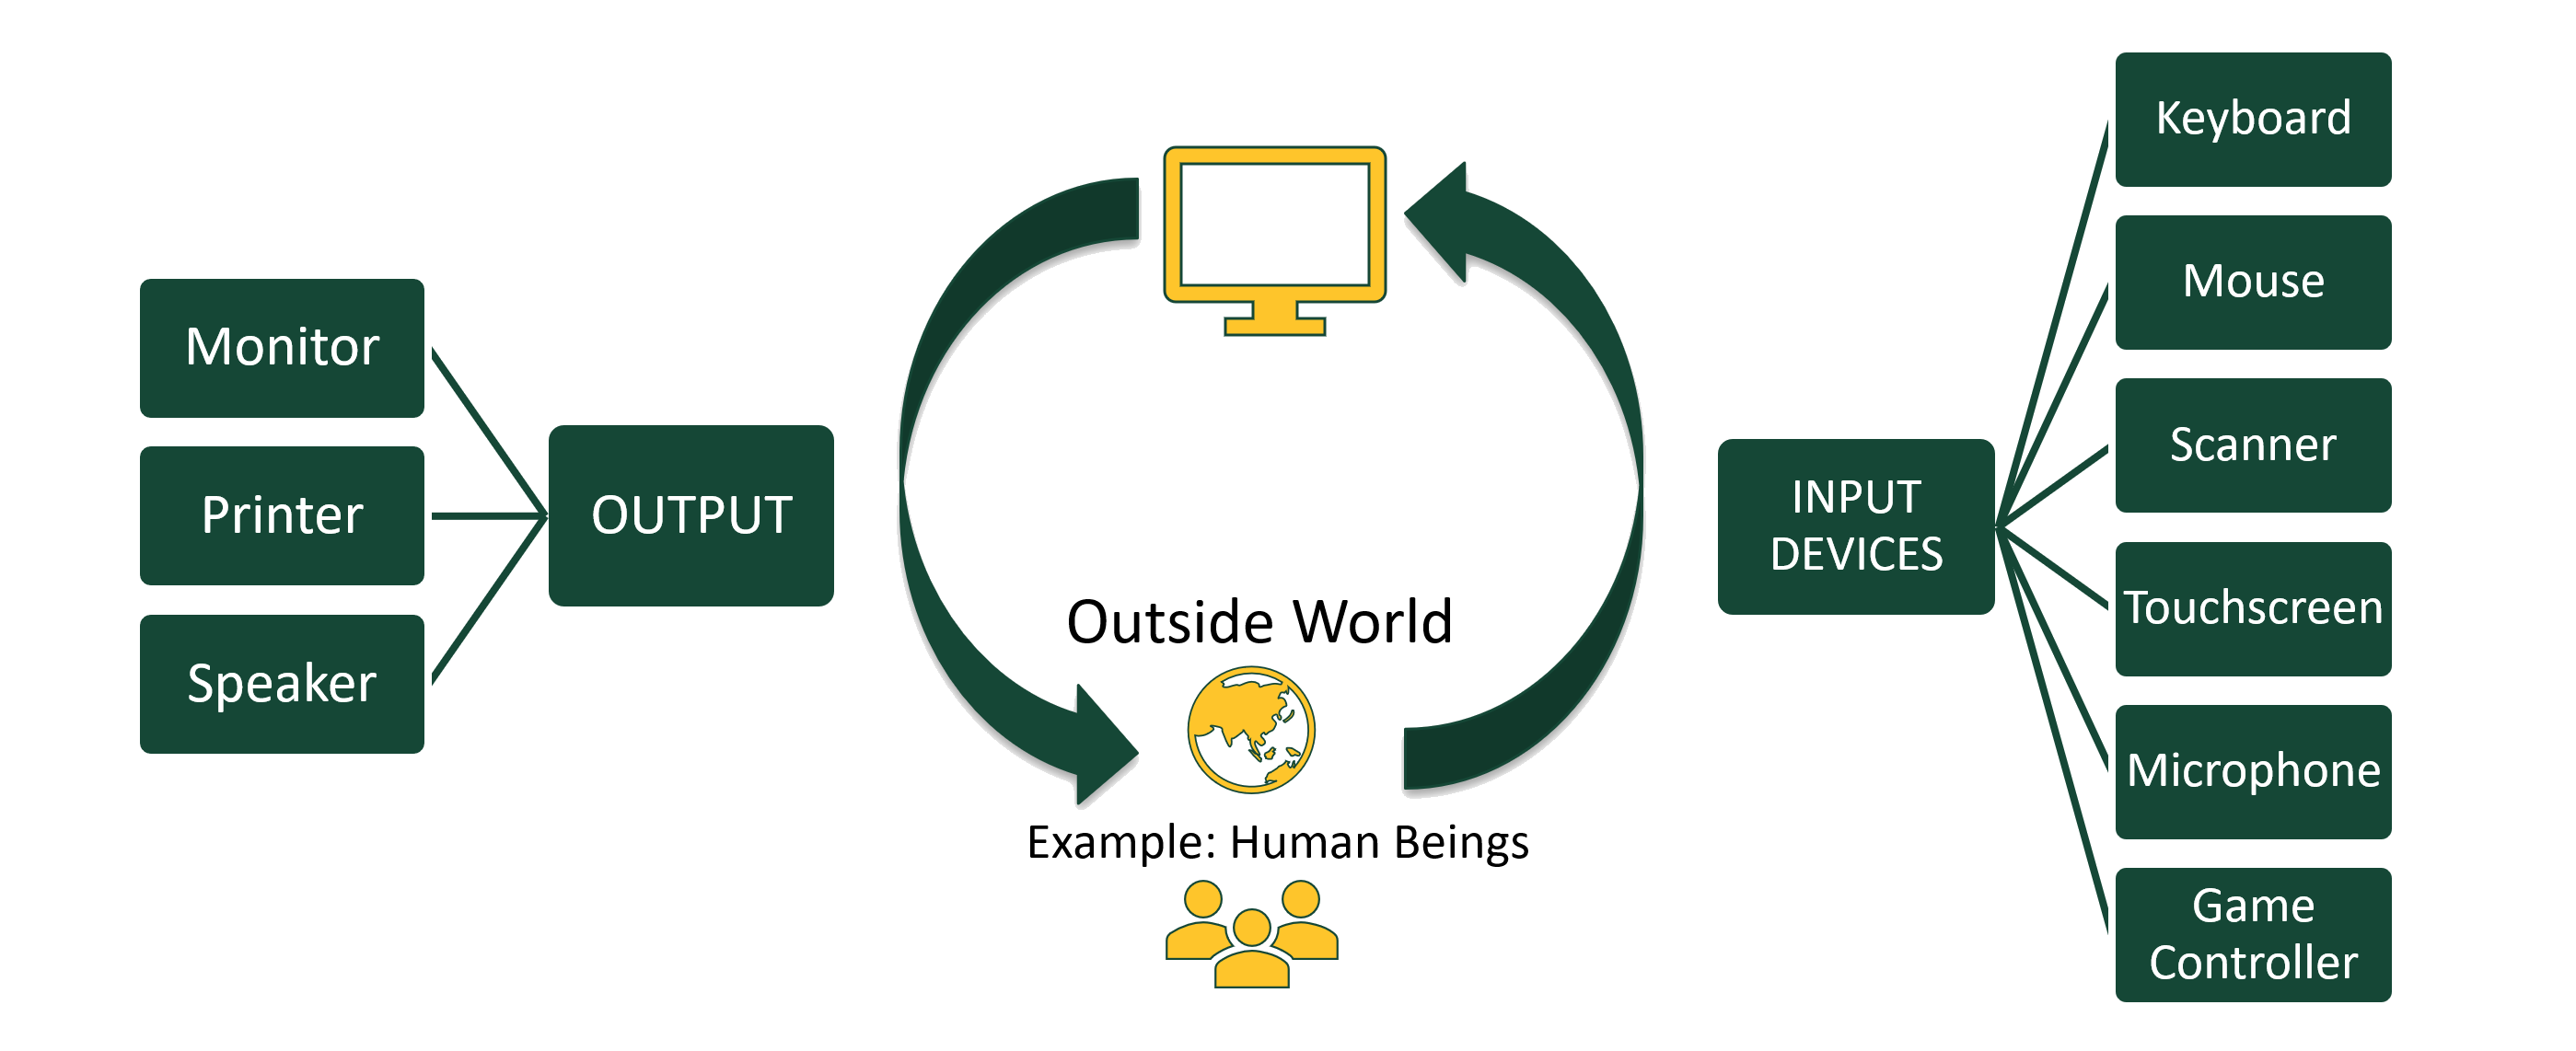 Monitor
Printer
Speaker
OUTPUT
Outside World
Example: Human Beings
INPUT
DEVICES
Keyboard
Mouse
Scanner
Touchscreen
Microphone
Game
Controller